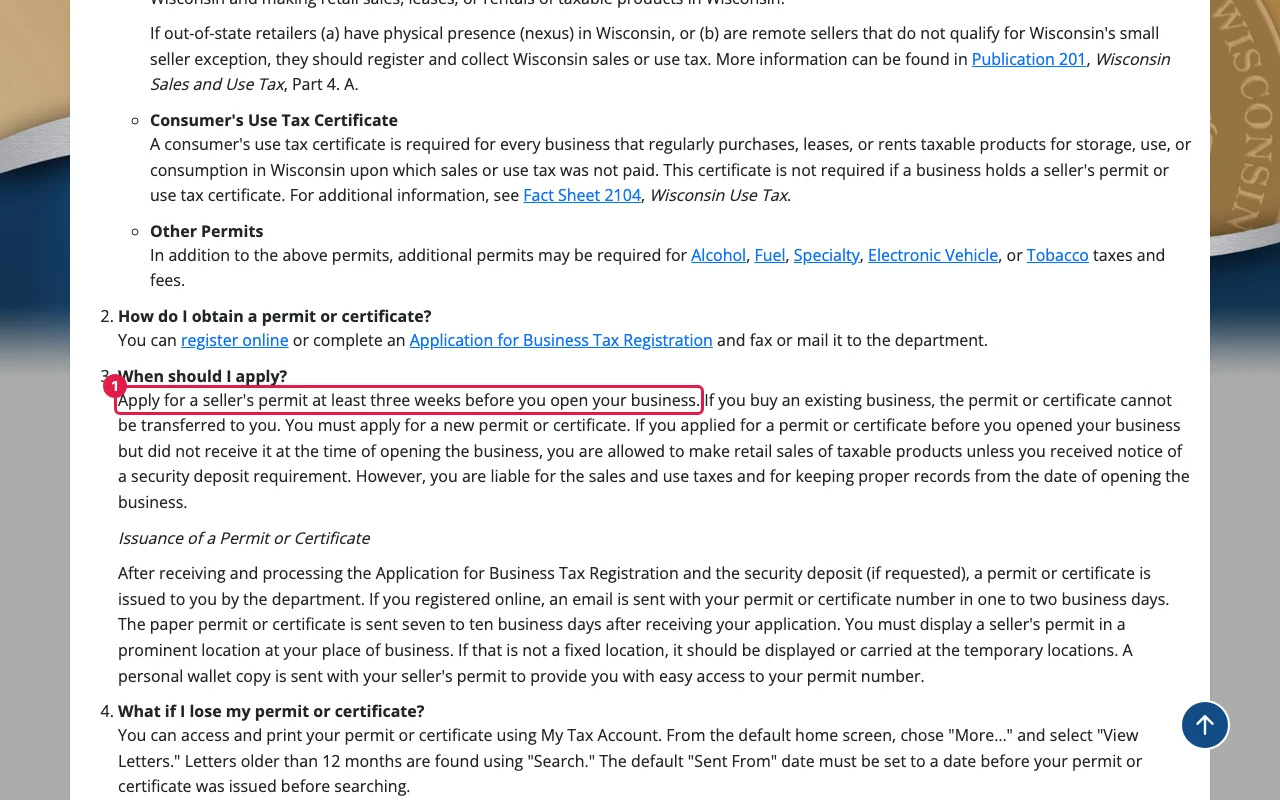 Wisconsin and making retail sales, leases, or rentals of taxable products in Wisconsin.
If out-of-state retailers (a) have physical presence (nexus) in Wisconsin, or (b) are remote sellers that do not qualify for Wisconsin's small
seller exception, they should register and collect Wisconsin sales or use tax. More information can be found in Publication 201, Wisconsin
Sales and Use Tax, Part 4. A.
Consumer's Use Tax Certificate
A consumer's use tax certificate is required for every business that regularly purchases, leases, or rents taxable products for storage, use, or
consumption in Wisconsin upon which sales or use tax was not paid. This certificate is not required if a business holds a seller's permit or
use tax certificate. For additional information, see Fact Sheet 2104, Wisconsin Use Tax.
Other Permits
In addition to the above permits, additional permits may be required for Alcohol, Fuel, Specialty, Electronic Vehicle, or Tobacco taxes and
fees.
2. How do I obtain a permit or certificate?
You can register online or complete an Application for Business Tax Registration and fax or mail it to the department.
3. When should I apply?
1
Apply for a seller's permit at least three weeks before you open your business. If you buy an existing business, the permit or certificate cannot
be transferred to you. You must apply for a new permit or certificate. If you applied for a permit or certificate before you opened your business
but did not receive it at the time of opening the business, you are allowed to make retail sales of taxable products unless you received notice of
a security deposit requirement. However, you are liable for the sales and use taxes and for keeping proper records from the date of opening the
business.
Issuance of a Permit or Certificate
After receiving and processing the Application for Business Tax Registration and the security deposit (if requested), a permit or certificate is
issued to you by the department. If you registered online, an email is sent with your permit or certificate number in one to two business days.
The paper permit or certificate is sent seven to ten business days after receiving your application. You must display a seller's permit in a
prominent location at your place of business. If that is not a fixed location, it should be displayed or carried at the temporary locations. A
personal wallet copy is sent with your seller's permit to provide you with easy access to your permit number.
4. What if I lose my permit or certificate?
You can access and print your permit or certificate using My Tax Account. From the default home screen, chose "More..." and select "View
Letters." Letters older than 12 months are found using "Search." The default "Sent From" date must be set to a date before your permit or
certificate was issued before searching.
WISCONSIN